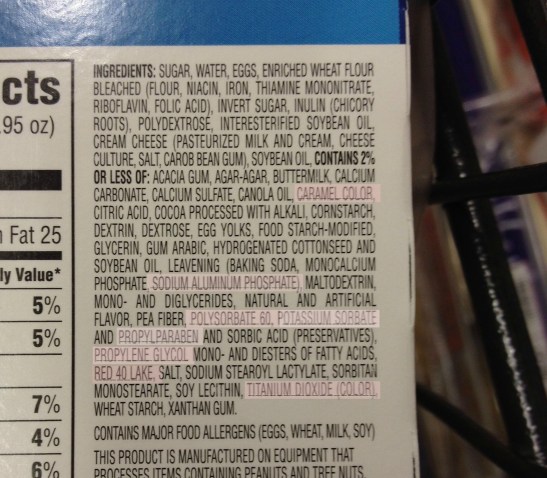 cts
.95 oz)
Fat 25
ly Value*
5%
5%
7%
4%
6%
INGREDIENTS: SUGAR, WATER, EGGS, ENRICHED WHEAT FLOUR
BLEACHED (FLOUR, NIACIN, IRON, THIAMINE MONONITRATE,
RIBOFLAVIN, FOLIC ACID), INVERT SUGAR, INULIN (CHICORY
ROOTS), POLYDEXTROSE, INTERESTERIFIED SOYBEAN OIL,
CREAM CHEESE (PASTEURIZED MILK AND CREAM, CHEESE
CULTURE, SALT, CAROB BEAN GUM), SOYBEAN OIL, CONTAINS 2%
OR LESS OF: ACACIA GUM, AGAR-AGAR, BUTTERMILK, CALCIUM
CARBONATE, CALCIUM SULFATE, CANOLA OIL, CARAMEL COLOR,
CITRIC ACID, COCOA PROCESSED WITH ALKALI, CORNSTARCH,
DEXTRIN, DEXTROSE, EGG YOLKS, FOOD STARCH-MODIFIED,
GLYCERIN, GUM ARABIC, HYDROGENATED COTTONSEED AND
SOYBEAN OIL, LEAVENING (BAKING SODA, MONOCALCIUM
PHOSPHATE, SODIUM ALUMINUM PHOSPHATE), MALTODEXTRIN,
MONO- AND DIGLYCERIDES, NATURAL AND ARTIFICIAL
FLAVOR, PEA FIBER, POLYSORBATE 60, POTASSIUM SORBATE
AND PROPYLPARABEN AND SORBIC ACID (PRESERVATIVES),
PROPYLENE GLYCOL MONO- AND DIESTERS OF FATTY ACIDS,
RED 40 LAKE, SALT, SODIUM STEAROYL LACTYLATE, SORBITAN
MONOSTEARATE, SOY LECITHIN, TITANIUM DIOXIDE (COLOR),
WHEAT STARCH, XANTHAN GUM.
CONTAINS MAJOR FOOD ALLERGENS (EGGS, WHEAT, MILK, SOY)
THIS PRODUCT IS MANUFACTURED ON EQUIPMENT THAT
PROCESSES ITEMS CONTAINING PEANUTS AND TREE NUTS.